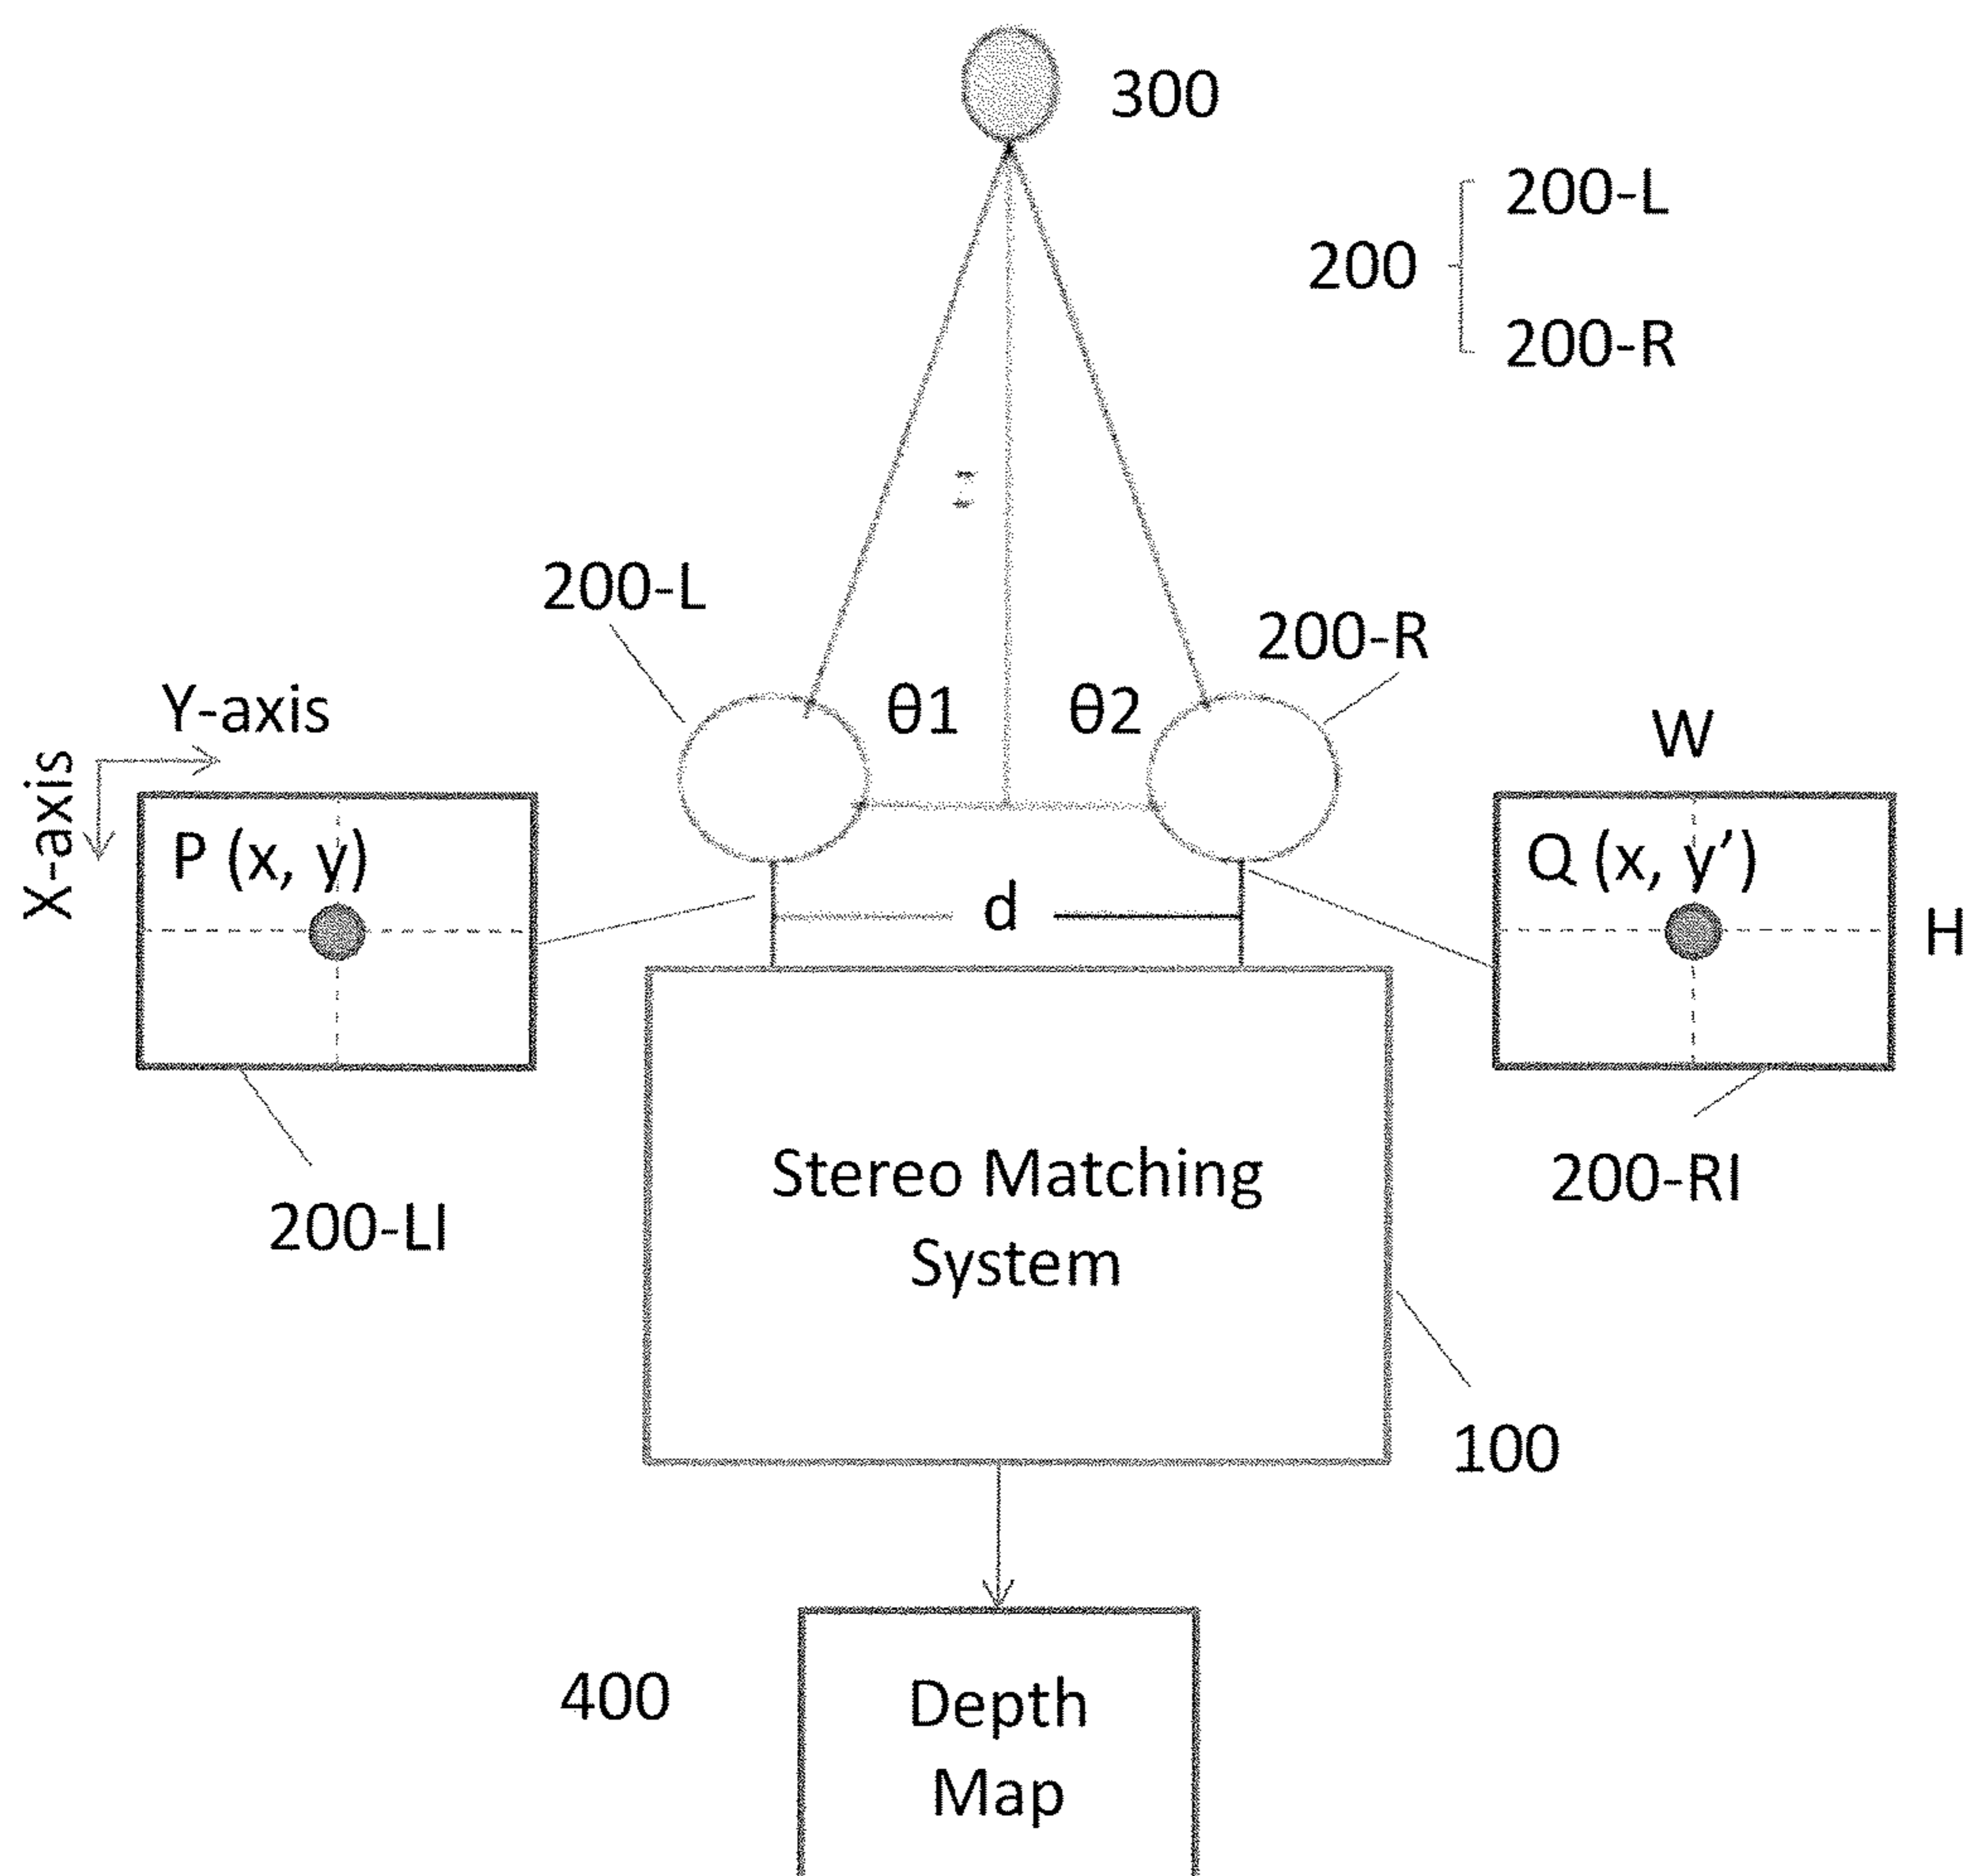 300
200-L
200
200-R
200-L
200-R
θ1
θ2
Y-axis
X-axis
W
P (x, y)
Q (x, y’)
H
d
200-LI
200-RI
Stereo Matching
System
100
400
Depth
Map